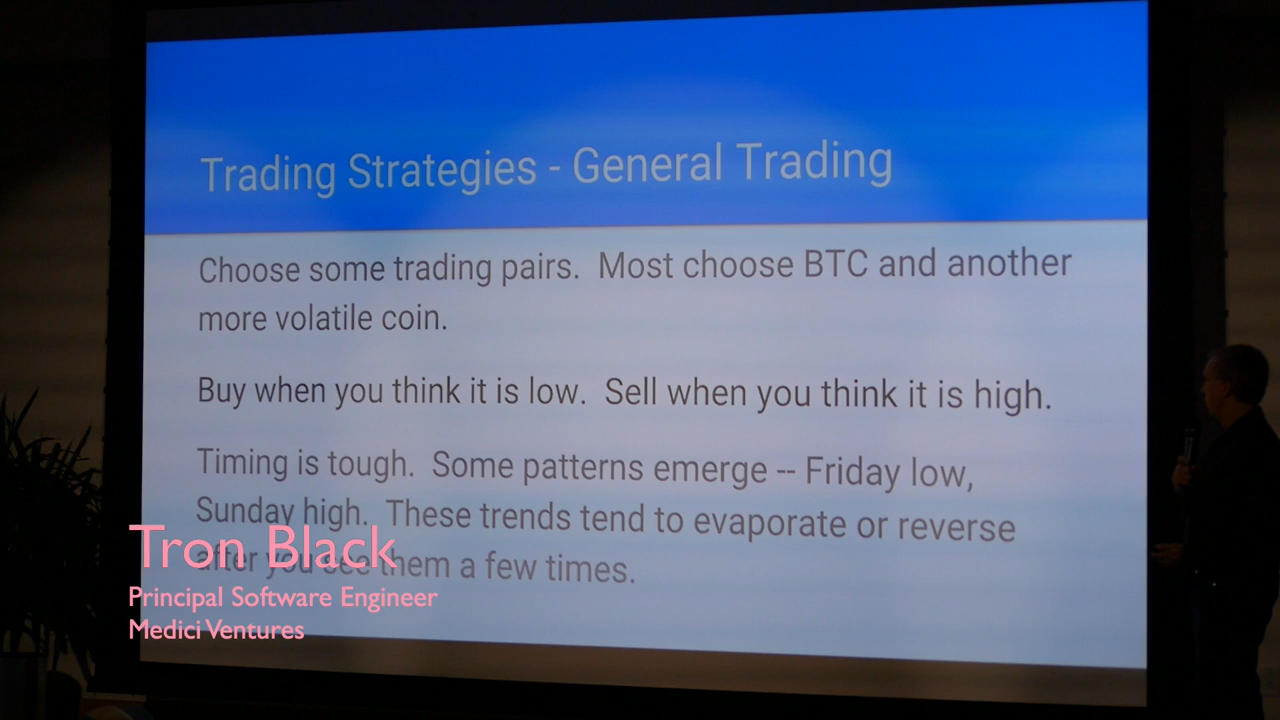 Trading Strategies - General Trading
Choose some trading pairs.  Most choose BTC and another
more volatile coin.
Buy when you think it is low.  Sell when you think it is high.
Timing is tough.  Some patterns emerge -- Friday low,
Sunday high.  These trends tend to evaporate or reverse
after you see them a few times.
Tron Black
Principal Software Engineer
Medici Ventures